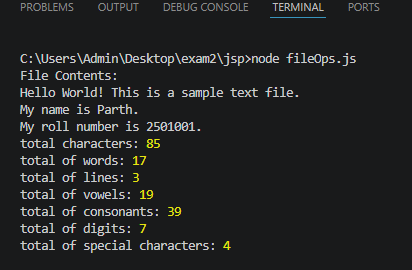 PROBLEMS OUTPUT DEBUG CONSOLE TERMINAL PORTS
C:\Users\Admin\Desktop\exam2\jsp>node fileOps.js
File Contents:
Hello World! This is a sample text file.
My name is Parth.
My roll number is 2501001.
total of characters: 85
total of words: 17
total of lines: 3
total of vowels: 19
total of consonants: 39
total of digits: 7
total of special characters: 4